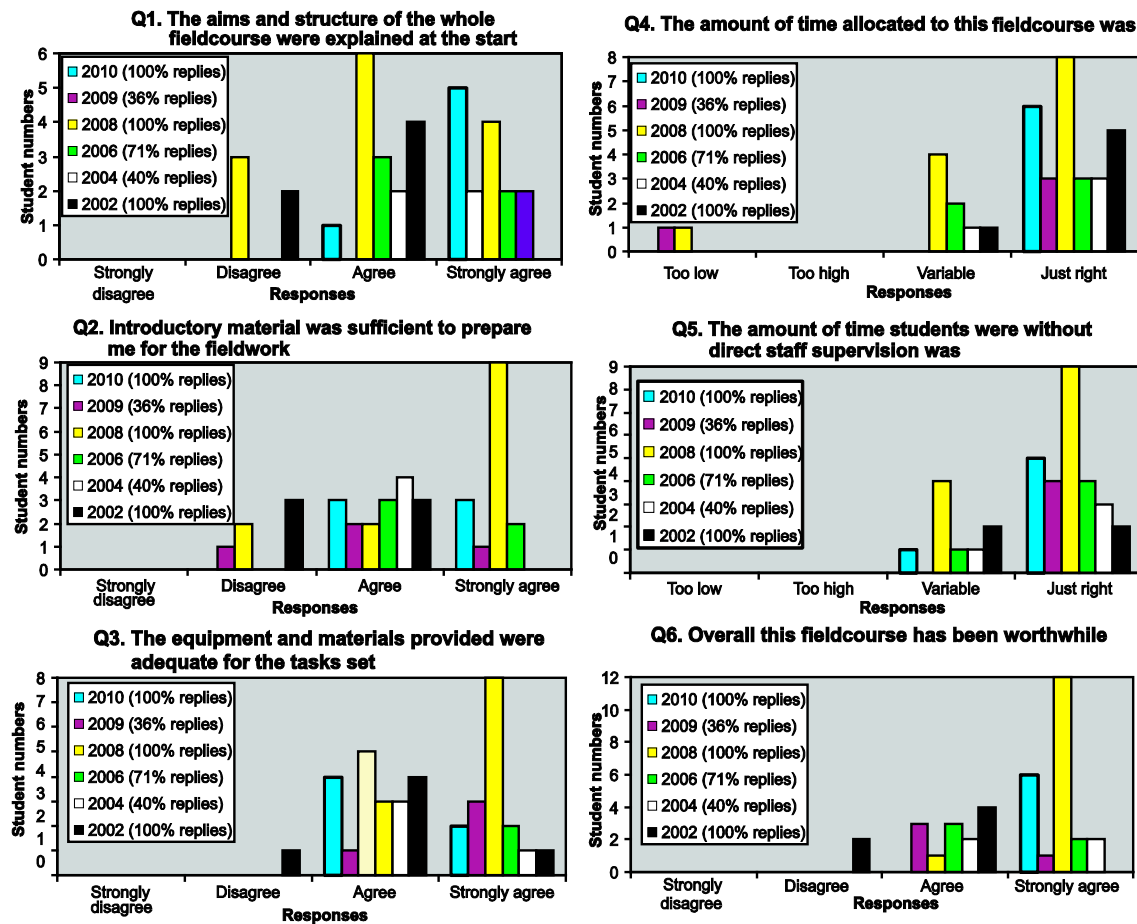 Q1. The aims and structure of the whole
fieldcourse were explained at the start
Student numbers
6
5
4
3
2
1
0
2010 (100% replies)
2009 (36% replies)
2008 (100% replies)
2006 (71% replies)
2004 (40% replies)
2002 (100% replies)
Strongly
disagree
Disagree
Agree
Strongly agree
Responses
Q2. Introductory material was sufficient to prepare
me for the fieldwork
Student numbers
9
8
7
6
5
4
3
2
1
0
2010 (100% replies)
2009 (36% replies)
2008 (100% replies)
2006 (71% replies)
2004 (40% replies)
2002 (100% replies)
Strongly
disagree
Disagree
Agree
Strongly agree
Responses
Q3. The equipment and materials provided were
adequate for the tasks set
Student numbers
8
7
6
5
4
3
2
1
0
2010 (100% replies)
2009 (36% replies)
2008 (100% replies)
2006 (71% replies)
2004 (40% replies)
2002 (100% replies)
Strongly
disagree
Disagree
Agree
Strongly agree
Responses
Q4. The amount of time allocated to this fieldcourse was
Student numbers
8
7
6
5
4
3
2
1
0
2010 (100% replies)
2009 (36% replies)
2008 (100% replies)
2006 (71% replies)
2004 (40% replies)
2002 (100% replies)
Too low
Too high
Variable
Just right
Responses
Q5. The amount of time students were without
direct staff supervision was
Student numbers
9
8
7
6
5
4
3
2
1
0
2010 (100% replies)
2009 (36% replies)
2008 (100% replies)
2006 (71% replies)
2004 (40% replies)
2002 (100% replies)
Too low
Too high
Variable
Just right
Responses
Q6. Overall this fieldcourse has been worthwhile
Student numbers
12
10
8
6
4
2
0
2010 (100% replies)
2009 (36% replies)
2008 (100% replies)
2006 (71% replies)
2004 (40% replies)
2002 (100% replies)
Strongly
disagree
Disagree
Agree
Strongly agree
Responses